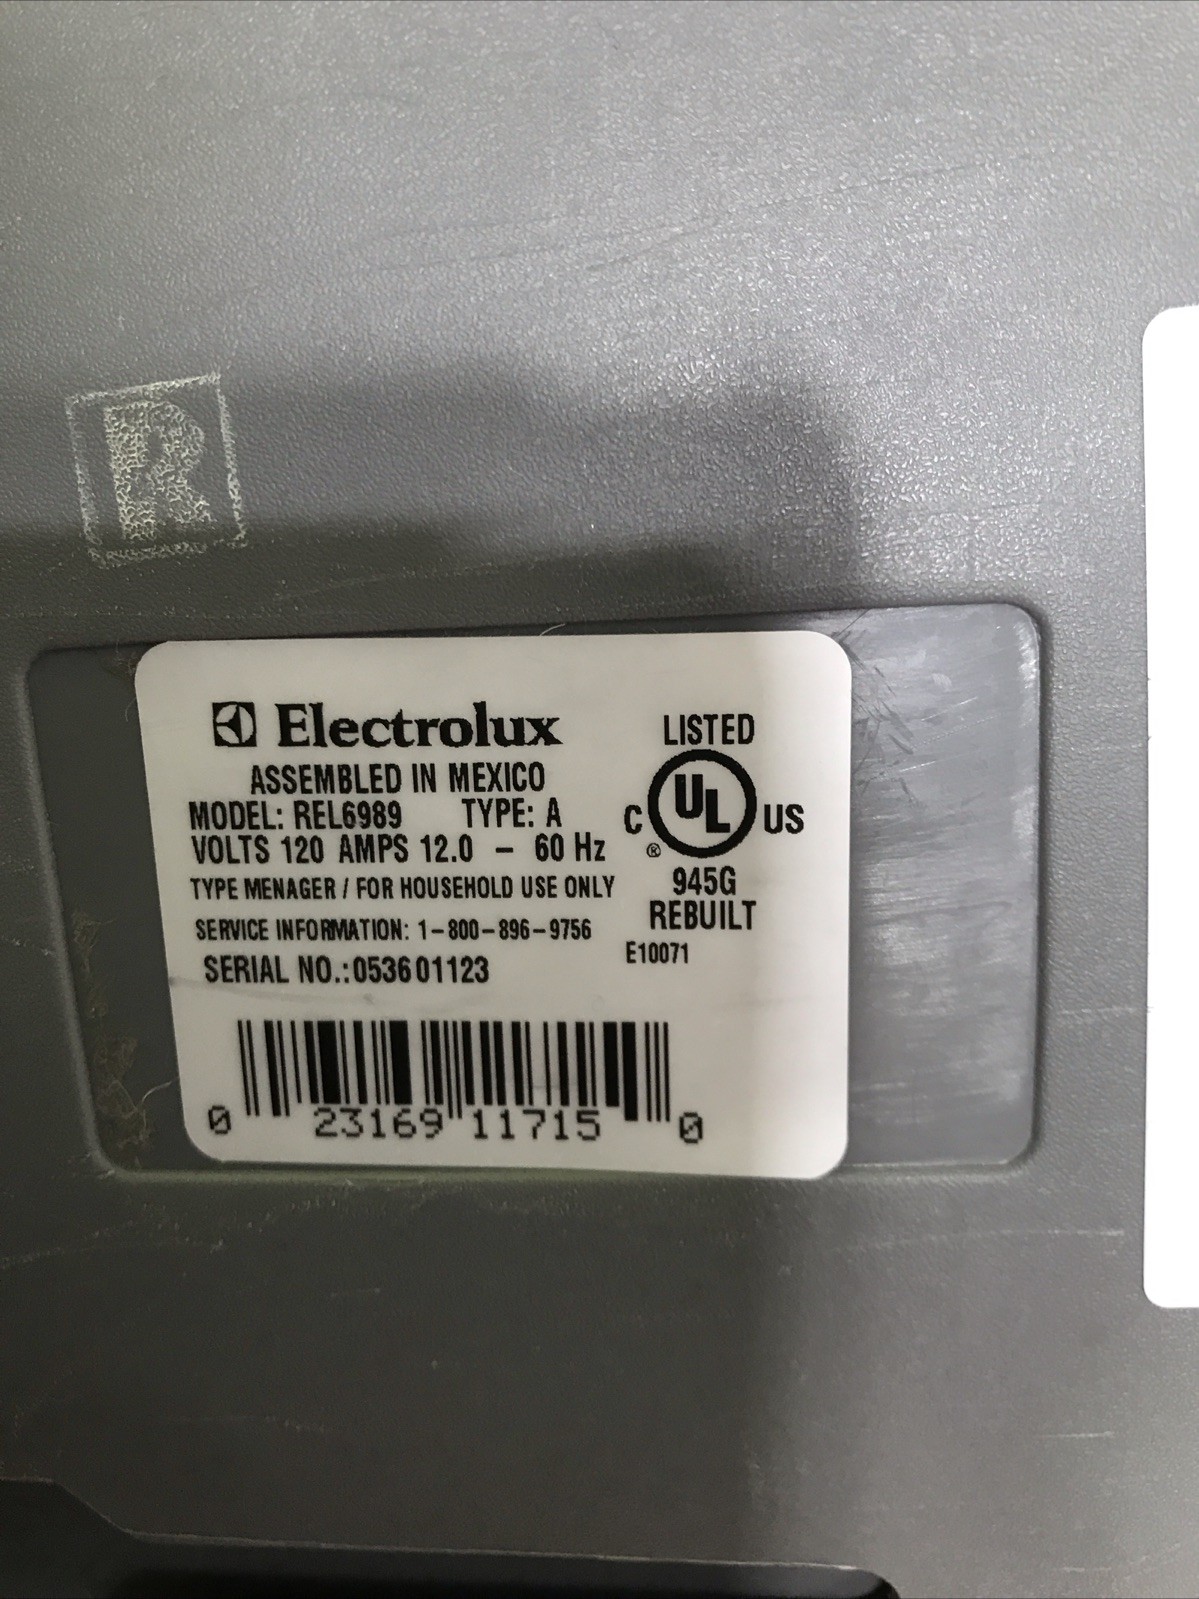 R
Electrolux
ASSEMBLED IN MEXICO
MODEL: REL6989 TYPE: A
VOLTS 120 AMPS 12.0 - 60 Hz
TYPE MENAGER / FOR HOUSEHOLD USE ONLY
SERVICE INFORMATION: 1-800-896-9756
SERIAL NO.:053601123
LISTED
C UL US
®
945G
REBUILT
E10071
0 23169 11715 0